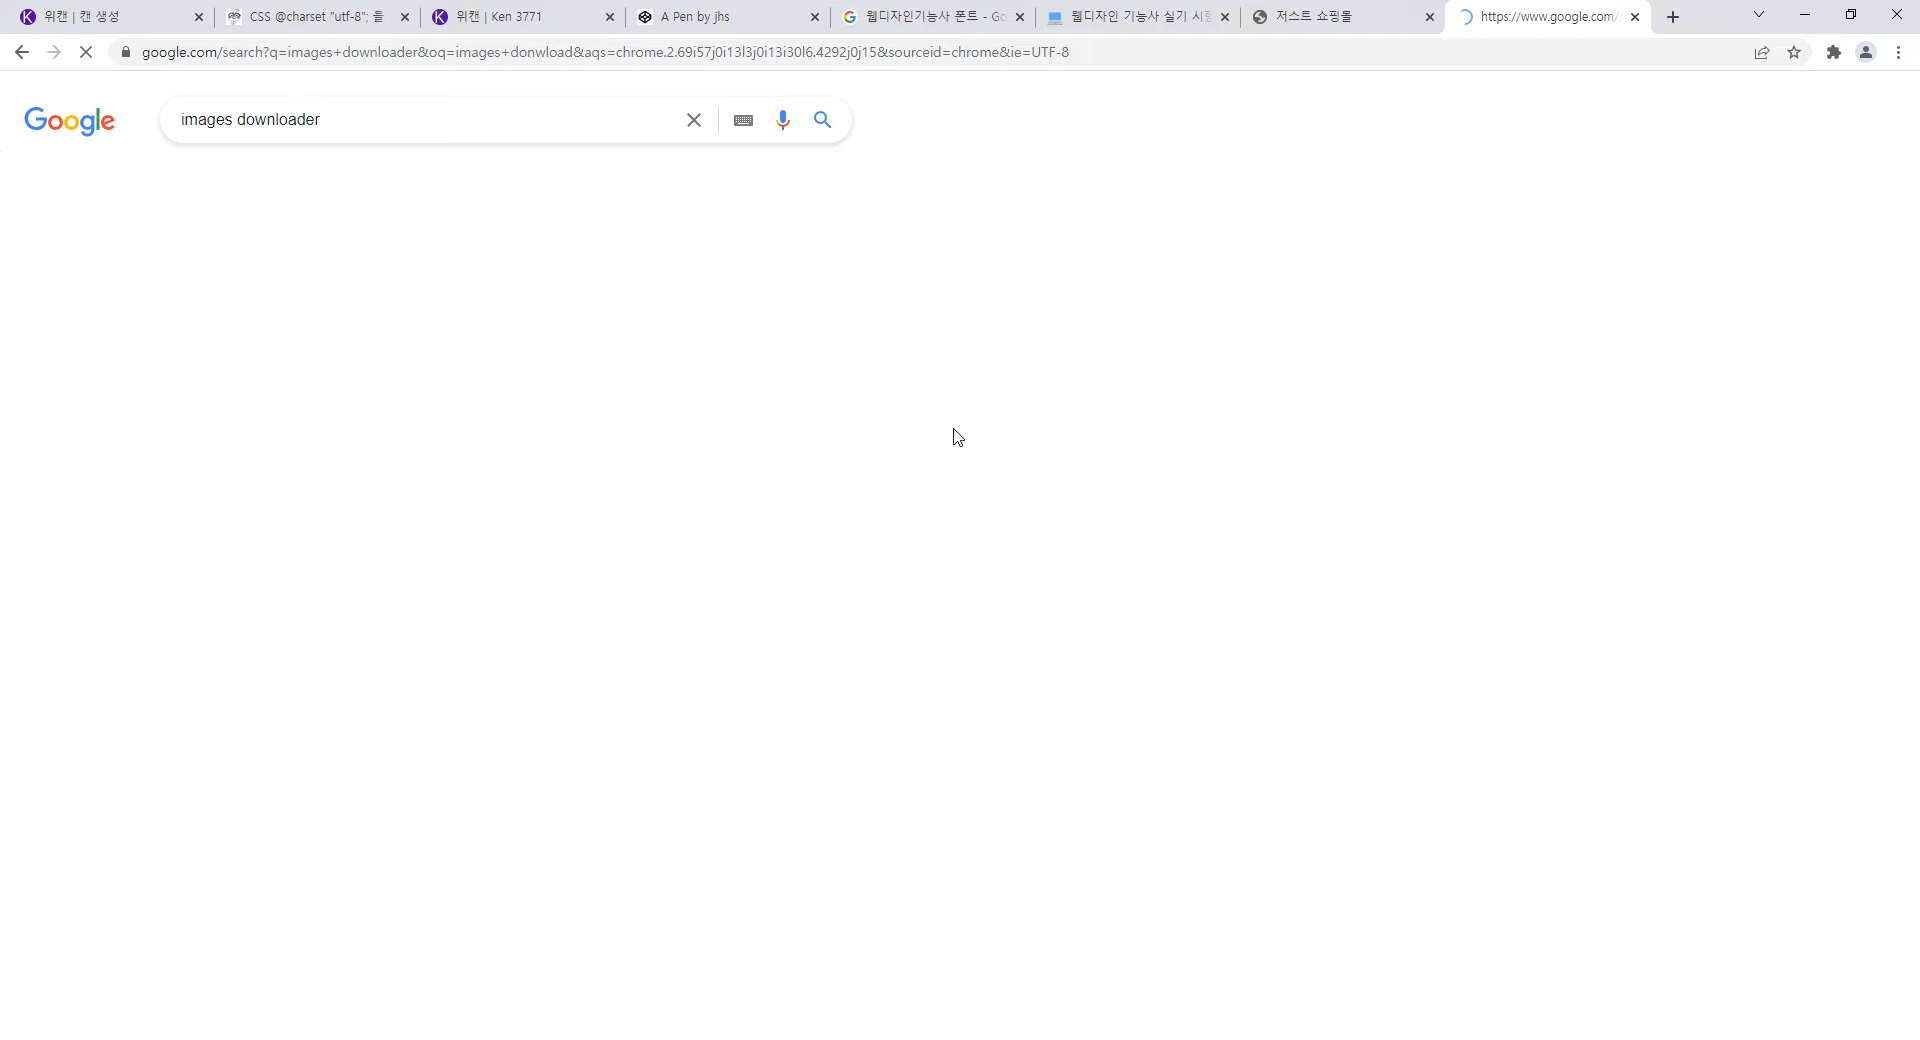 위캔 | 캔 생성
CSS @charset "utf-8"; 을
위캔 | Ken 3771
A Pen by jhs
웹디자인기능사 폰트 - Go
웹디자인 기능사 실기 시험
저스트 쇼핑몰
https://www.google.com/
google.com/search?q=images+downloader&oq=images+donwload&aqs=chrome.2.69i57j0i13l3j0i13i30l6.4292j0j15&sourceid=chrome&ie=UTF-8
Google
images downloader